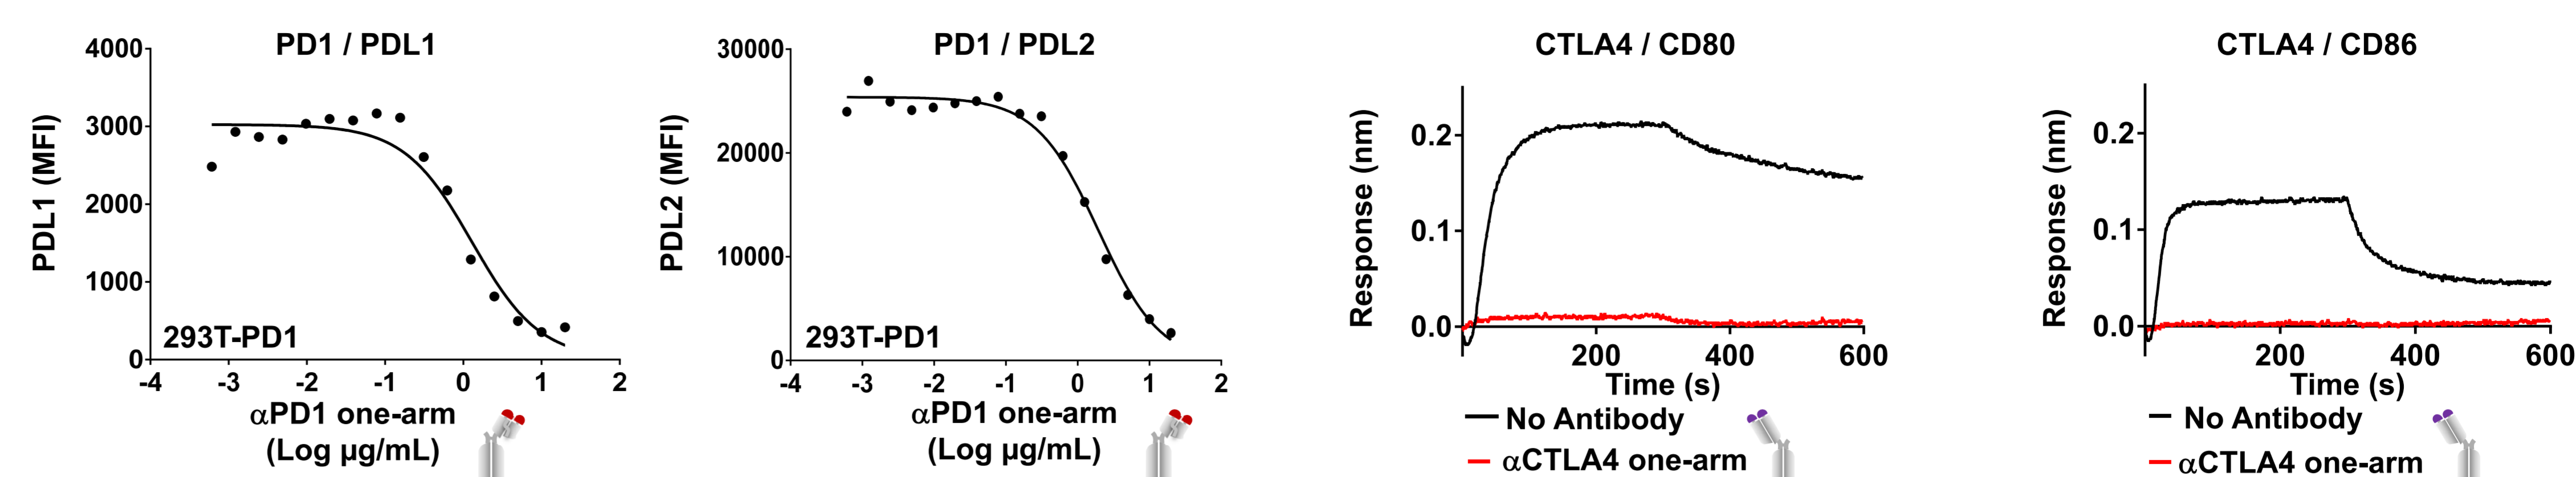 PD1 / PDL1
PDL1 (MFI)
4000
3000
2000
1000
0
293T-PD1
-4 -3 -2 -1 0 1 2
αPD1 one-arm
(Log µg/mL)
PD1 / PDL2
PDL2 (MFI)
30000
20000
10000
0
293T-PD1
-4 -3 -2 -1 0 1 2
αPD1 one-arm
(Log µg/mL)
CTLA4 / CD80
Response (nm)
0.2
0.1
0.0
200 400 600
Time (s)
No Antibody
αCTLA4 one-arm
CTLA4 / CD86
Response (nm)
0.2
0.1
0.0
200 400 600
Time (s)
No Antibody
αCTLA4 one-arm